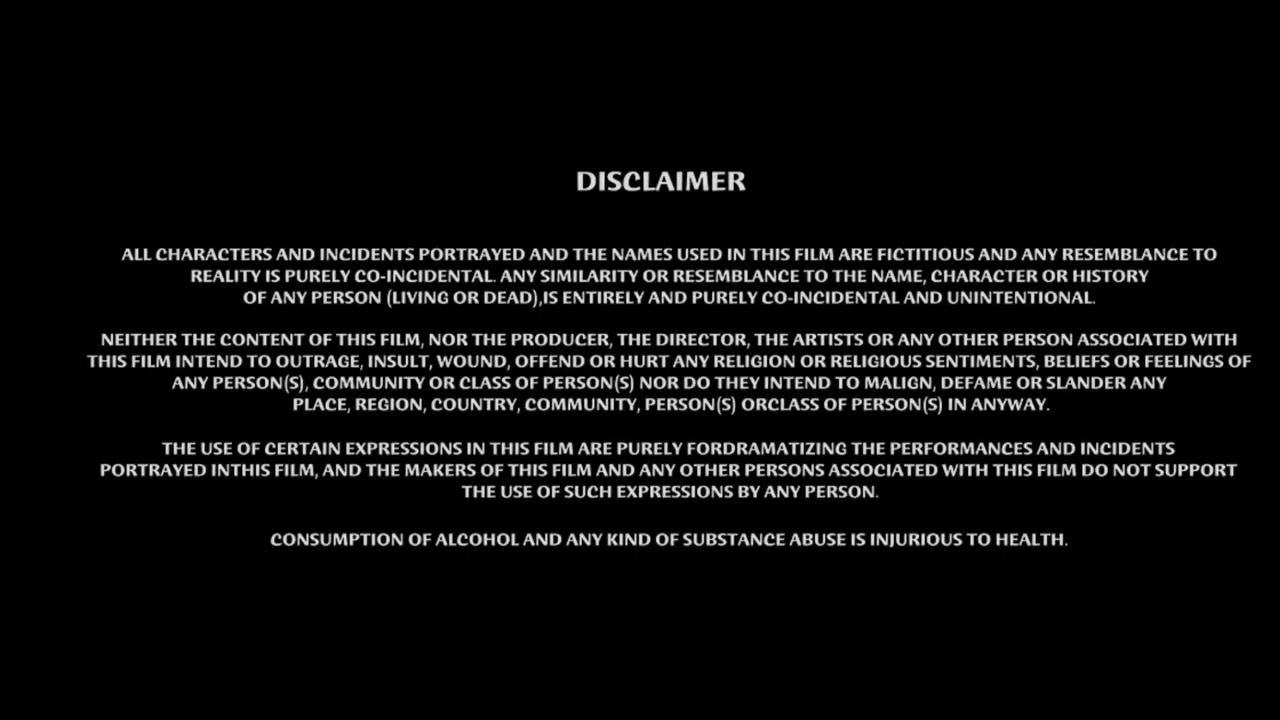 DISCLAIMER
ALL CHARACTERS AND INCIDENTS PORTRAYED AND THE NAMES USED IN THIS FILM ARE FICTITIOUS AND ANY RESEMBLANCE TO
REALITY IS PURELY CO-INCIDENTAL. ANY SIMILARITY OR RESEMBLANCE TO THE NAME, CHARACTER OR HISTORY
OF ANY PERSON (LIVING OR DEAD),IS ENTIRELY AND PURELY CO-INCIDENTAL AND UNINTENTIONAL.
NEITHER THE CONTENT OF THIS FILM, NOR THE PRODUCER, THE DIRECTOR, THE ARTISTS OR ANY OTHER PERSON ASSOCIATED WITH
THIS FILM INTEND TO OUTRAGE, INSULT, WOUND, OFFEND OR HURT ANY RELIGION OR RELIGIOUS SENTIMENTS, BELIEFS OR FEELINGS OF
ANY PERSON(S), COMMUNITY OR CLASS OF PERSON(S) NOR DO THEY INTEND TO MALIGN, DEFAME OR SLANDER ANY
PLACE, REGION, COUNTRY, COMMUNITY, PERSON(S) ORCLASS OF PERSON(S) IN ANYWAY.
THE USE OF CERTAIN EXPRESSIONS IN THIS FILM ARE PURELY FORDRAMATIZING THE PERFORMANCES AND INCIDENTS
PORTRAYED INTHIS FILM, AND THE MAKERS OF THIS FILM AND ANY OTHER PERSONS ASSOCIATED WITH THIS FILM DO NOT SUPPORT
THE USE OF SUCH EXPRESSIONS BY ANY PERSON.
CONSUMPTION OF ALCOHOL AND ANY KIND OF SUBSTANCE ABUSE IS INJURIOUS TO HEALTH.